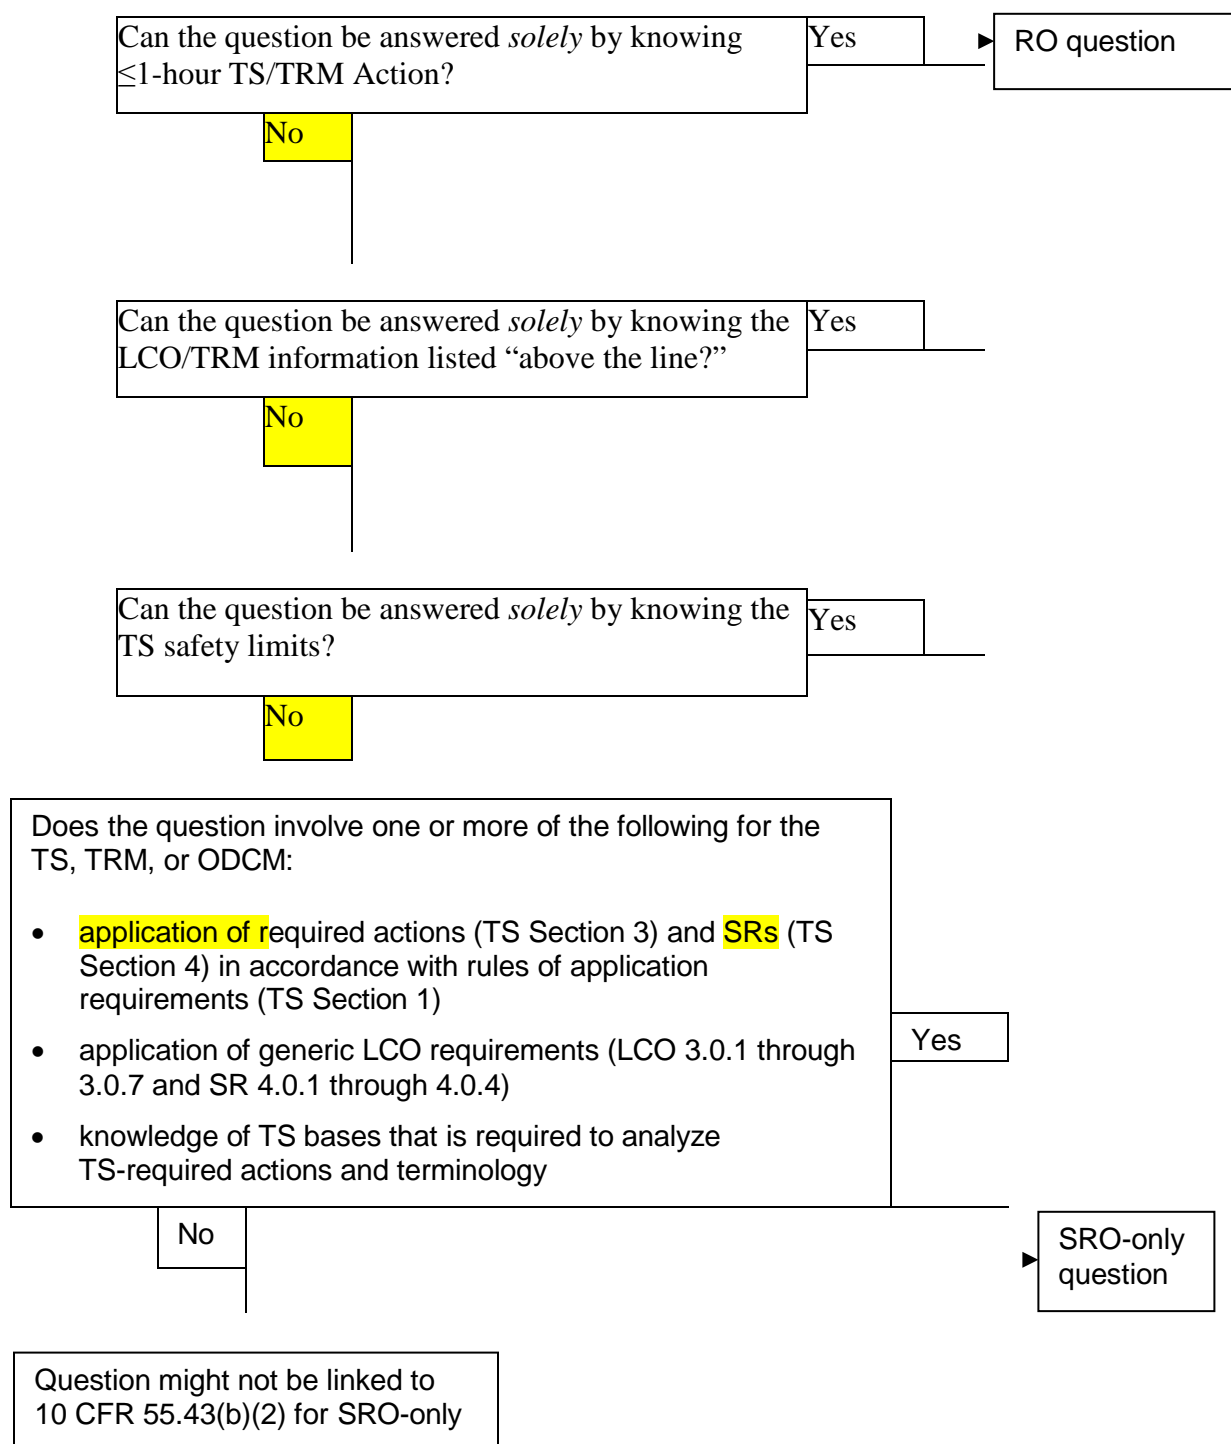 Can the question be answered solely by knowing
≤1-hour TS/TRM Action?
Yes
RO question
No
Can the question be answered solely by knowing the
LCO/TRM information listed “above the line?”
Yes
No
Can the question be answered solely by knowing the
TS safety limits?
Yes
No
Does the question involve one or more of the following for the
TS, TRM, or ODCM:
• application of required actions (TS Section 3) and SRs (TS
Section 4) in accordance with rules of application
requirements (TS Section 1)
• application of generic LCO requirements (LCO 3.0.1 through
3.0.7 and SR 4.0.1 through 4.0.4)
• knowledge of TS bases that is required to analyze
TS-required actions and terminology
Yes
No
SRO-only
question
Question might not be linked to
10 CFR 55.43(b)(2) for SRO-only